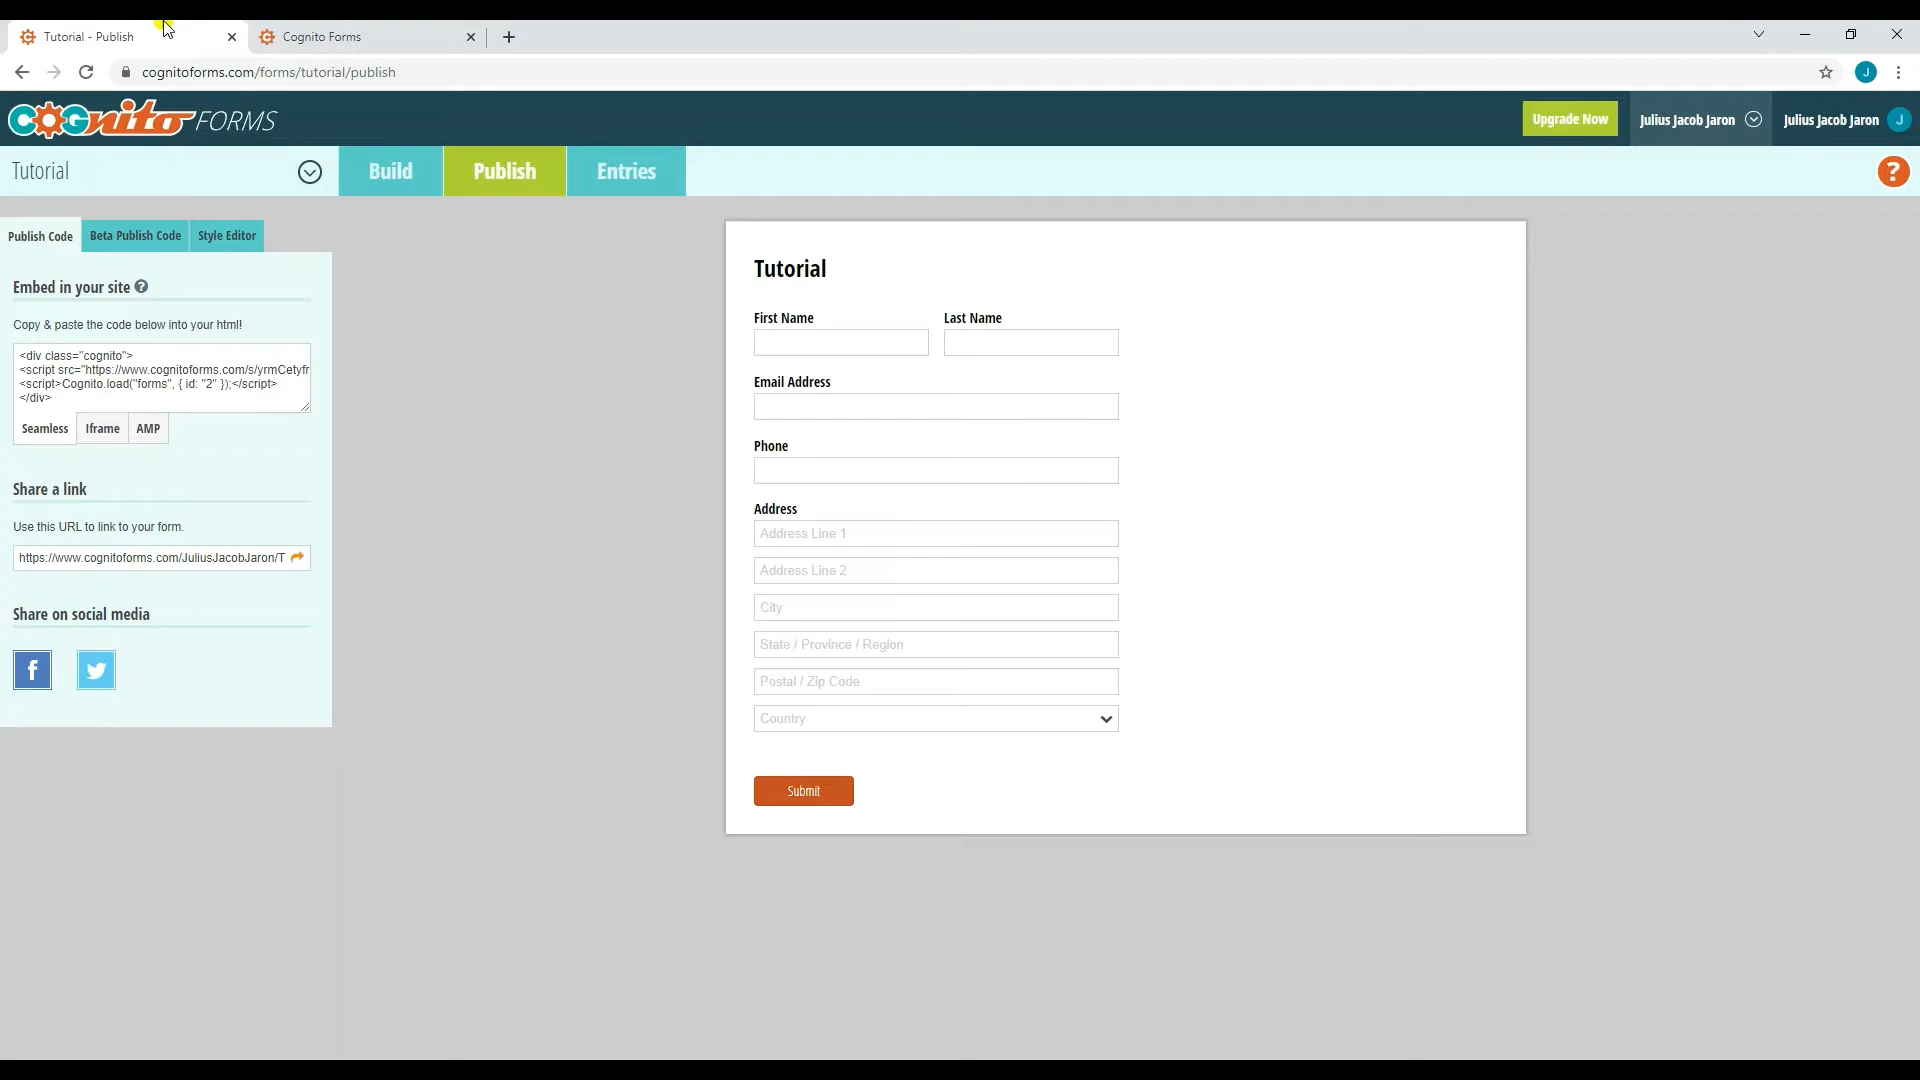 Tutorial - Publish
Cognito Forms
cognitoforms.com/forms/tutorial/publish
J
COGnito FORMS
Upgrade Now
Julius Jacob Jaron
Julius Jacob Jaron
J
Tutorial
Build
Publish
Entries
?
Publish Code
Beta Publish Code
Style Editor
Embed in your site ?
Copy & paste the code below into your html!
<div class="cognito">
<script src="https://www.cognitoforms.com/s/yrmCetyfr
<script>Cognito.load("forms", { id: "2" });</script>
</div>
Seamless
Iframe
AMP
Share a link
Use this URL to link to your form.
https://www.cognitoforms.com/JuliusJacobJaron/T
Share on social media
f
Tutorial
First Name
Last Name
Email Address
Phone
Address
Address Line 1
Address Line 2
City
State / Province / Region
Postal / Zip Code
Country
Submit